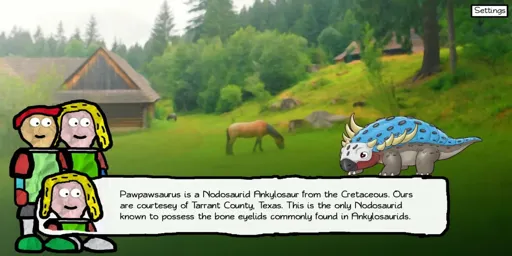 Settings
Pawpawsaurus is a Nodosaurid Ankylosaur from the Cretaceous. Ours
are courtesey of Tarrant County, Texas. This is the only Nodosaurid
known to possess the bone eyelids commonly found in Ankylosaurids.